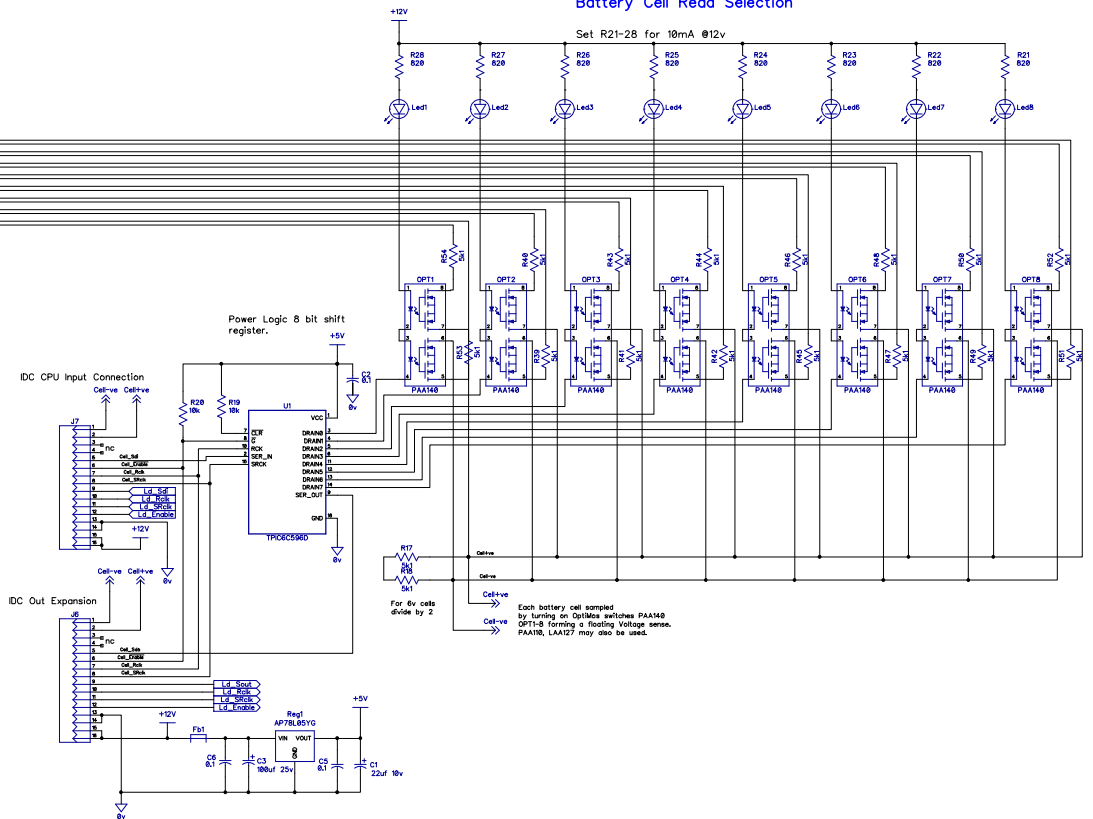 Battery Cell Read Selection
+12V
Set R21-28 for 10mA @12v
R28 R27 R26 R25 R24 R23 R22 R21
820 820 820 820 820 820 820 820
Led1 Led2 Led3 Led4 Led5 Led6 Led7 Led8
R54 5k1 R40 5k1 R43 5k1 R44 5k1 R46 5k1 R48 5k1 R50 5k1 R52 5k1
OPT1 OPT2 OPT3 OPT4 OPT5 OPT6 OPT7 OPT8
R53 5k1 R39 5k1 R41 5k1 R42 5k1 R45 5k1 R47 5k1 R49 5k1 R51 5k1
PAA140 PAA140 PAA140 PAA140 PAA140 PAA140 PAA140 PAA140
Power Logic 8 bit shift
register.
+5V
0.1
0v
R20
10k
R19
10k
U1
VCC
CLR
G
RCK
SER_IN
SRCK
DRAIN0
DRAIN1
DRAIN2
DRAIN3
DRAIN4
DRAIN5
DRAIN6
DRAIN7
SER_OUT
GND
TPIC6C596D
0v
IDC CPU Input Connection
Cell-ve Cell+ve
J7
nc
Cell_Sdi
Cell_Enable
Cell_Rclk
Cell_SRclk
Ld_Sdi
Ld_Rclk
Ld_SRclk
Ld_Enable
+12V
0v
R17
5k1
R18
5k1
Cell+ve
Cell-ve
For 6v cells
divide by 2
Cell+ve
Cell-ve
Each battery cell sampled
by turning on OptiMos switches PAA140
OPT1-8 forming a floating Voltage sense.
PAA110, LAA127 may also be used.
Cell-ve Cell+ve
IDC Out Expansion
J6
nc
Cell_Enable
Cell_Rclk
Cell_SRclk
Ld_Sout
Ld_Rclk
Ld_SRclk
Ld_Enable
+12V
Fb1
Reg1
AP78L05YG
VIN VOUT
GND
+5V
C6
0.1
C3
100uf 25v
C5
0.1
C1
22uf 10v
0v